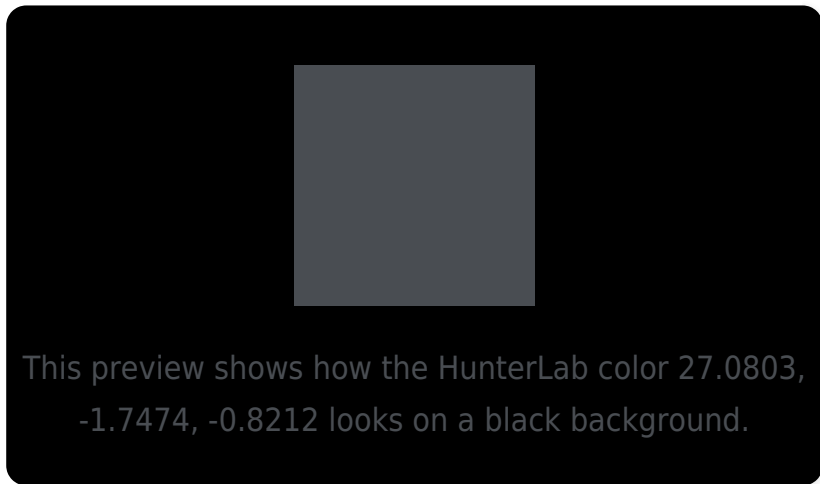 This preview shows how the HunterLab color 27.0803,
-1.7474, -0.8212 looks on a black background.